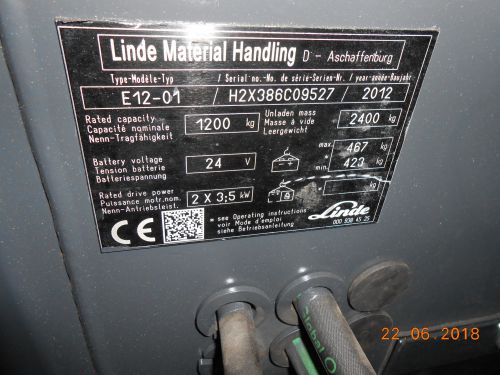 Linde Material Handling D - Aschaffenburg
Type-Modèle-Typ / Serial no.-No. de série-Serien-Nr. / year-année-Baujahr
E12-01 / H2X386C09527 / 2012
Rated capacity
Capacité nominale
Nenn-Tragfähigkeit
1200 kg
Unladen mass
Masse à vide
Leergewicht
2400 kg
Battery voltage
Tension batterie
Batteriespannung
24 V
max. 467 kg
*
min. 423 kg
Rated drive power
Puissance motr.nom.
Nenn-Antriebsleist.
2 X 3;5 kW
kg
CE
* see Operating instructions
voir Mode d'emploi
siehe Betriebsanleitung
Linde
22.06.2018